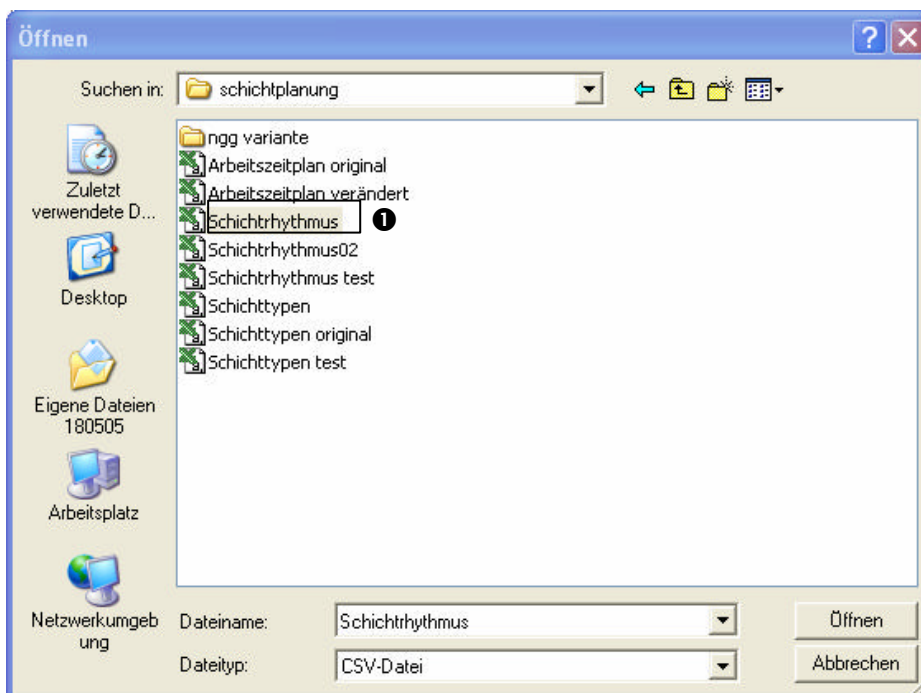 Öffnen
Suchen in: schichtplanung
ngg variante
Arbeitszeitplan original
Arbeitszeitplan verändert
Schichtrhythmus ❶
Schichtrhythmus02
Schichtrhythmus test
Schichttypen
Schichttypen original
Schichttypen test
Zuletzt
verwendete D...
Desktop
Eigene Dateien
180505
Arbeitsplatz
Netzwerkumgeb
ung
Dateiname: Schichtrhythmus Öffnen
Dateityp: CSV-Datei Abbrechen